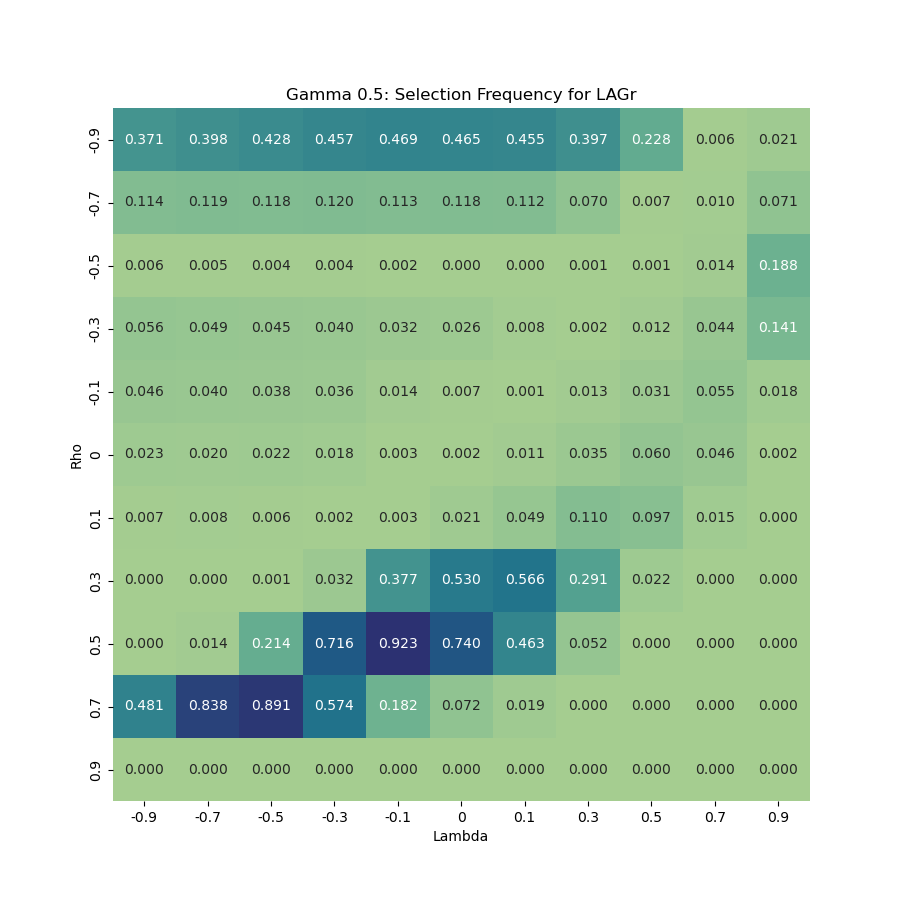 Gamma 0.5: Selection Frequency for LAGr
-0.9 0.371 0.398 0.428 0.457 0.469 0.465 0.455 0.397 0.228 0.006 0.021
-0.7 0.114 0.119 0.118 0.120 0.113 0.118 0.112 0.070 0.007 0.010 0.071
-0.5 0.006 0.005 0.004 0.004 0.002 0.000 0.000 0.001 0.001 0.014 0.188
-0.3 0.056 0.049 0.045 0.040 0.032 0.026 0.008 0.002 0.012 0.044 0.141
-0.1 0.046 0.040 0.038 0.036 0.014 0.007 0.001 0.013 0.031 0.055 0.018
Rho
0 0.023 0.020 0.022 0.018 0.003 0.002 0.011 0.035 0.060 0.046 0.002
0.1 0.007 0.008 0.006 0.002 0.003 0.021 0.049 0.110 0.097 0.015 0.000
0.3 0.000 0.000 0.001 0.032 0.377 0.530 0.566 0.291 0.022 0.000 0.000
0.5 0.000 0.014 0.214 0.716 0.923 0.740 0.463 0.052 0.000 0.000 0.000
0.7 0.481 0.838 0.891 0.574 0.182 0.072 0.019 0.000 0.000 0.000 0.000
0.9 0.000 0.000 0.000 0.000 0.000 0.000 0.000 0.000 0.000 0.000 0.000
-0.9 -0.7 -0.5 -0.3 -0.1 0 0.1 0.3 0.5 0.7 0.9
Lambda